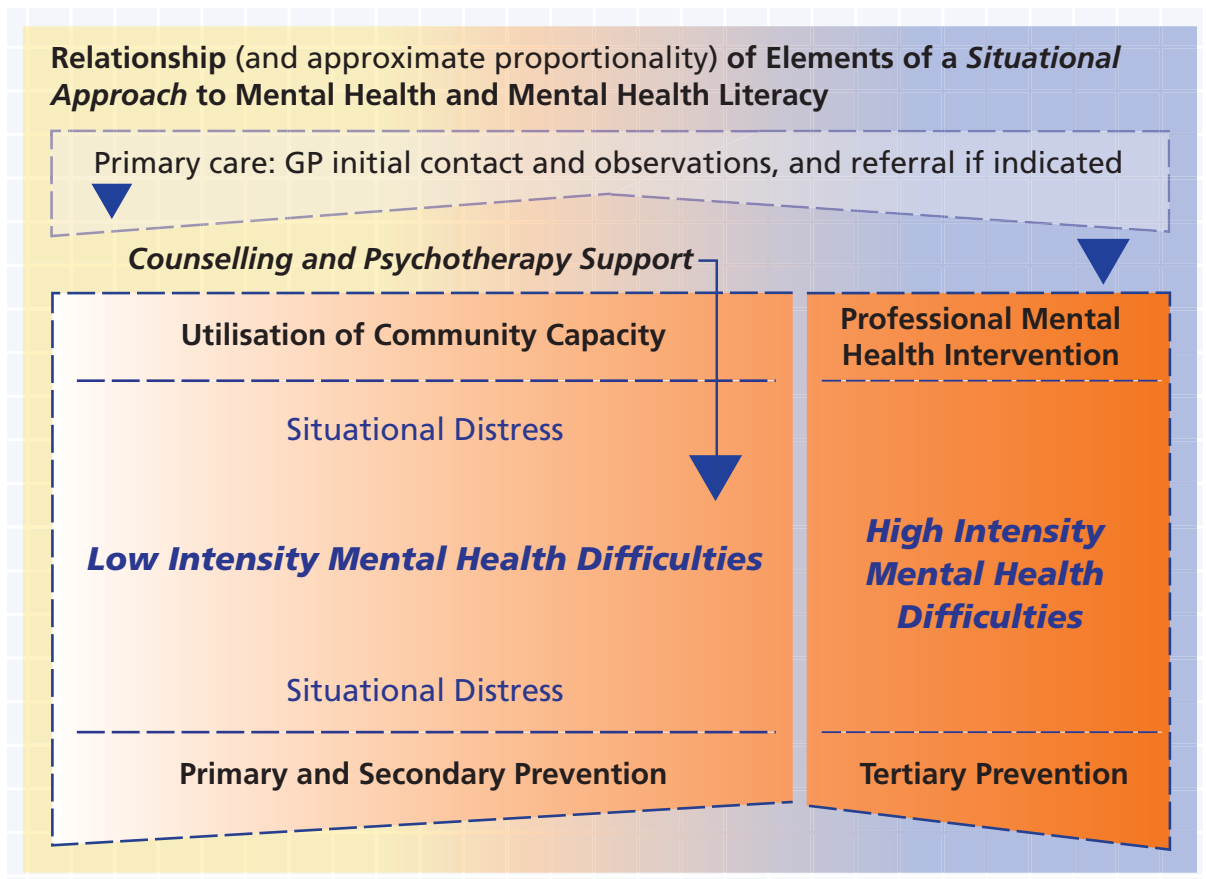 Relationship (and approximate proportionality) of Elements of a Situational
Approach to Mental Health and Mental Health Literacy
Primary care: GP initial contact and observations, and referral if indicated
Counselling and Psychotherapy Support
Utilisation of Community Capacity
Situational Distress
Low Intensity Mental Health Difficulties
Situational Distress
Primary and Secondary Prevention
Professional Mental
Health Intervention
High Intensity
Mental Health
Difficulties
Tertiary Prevention